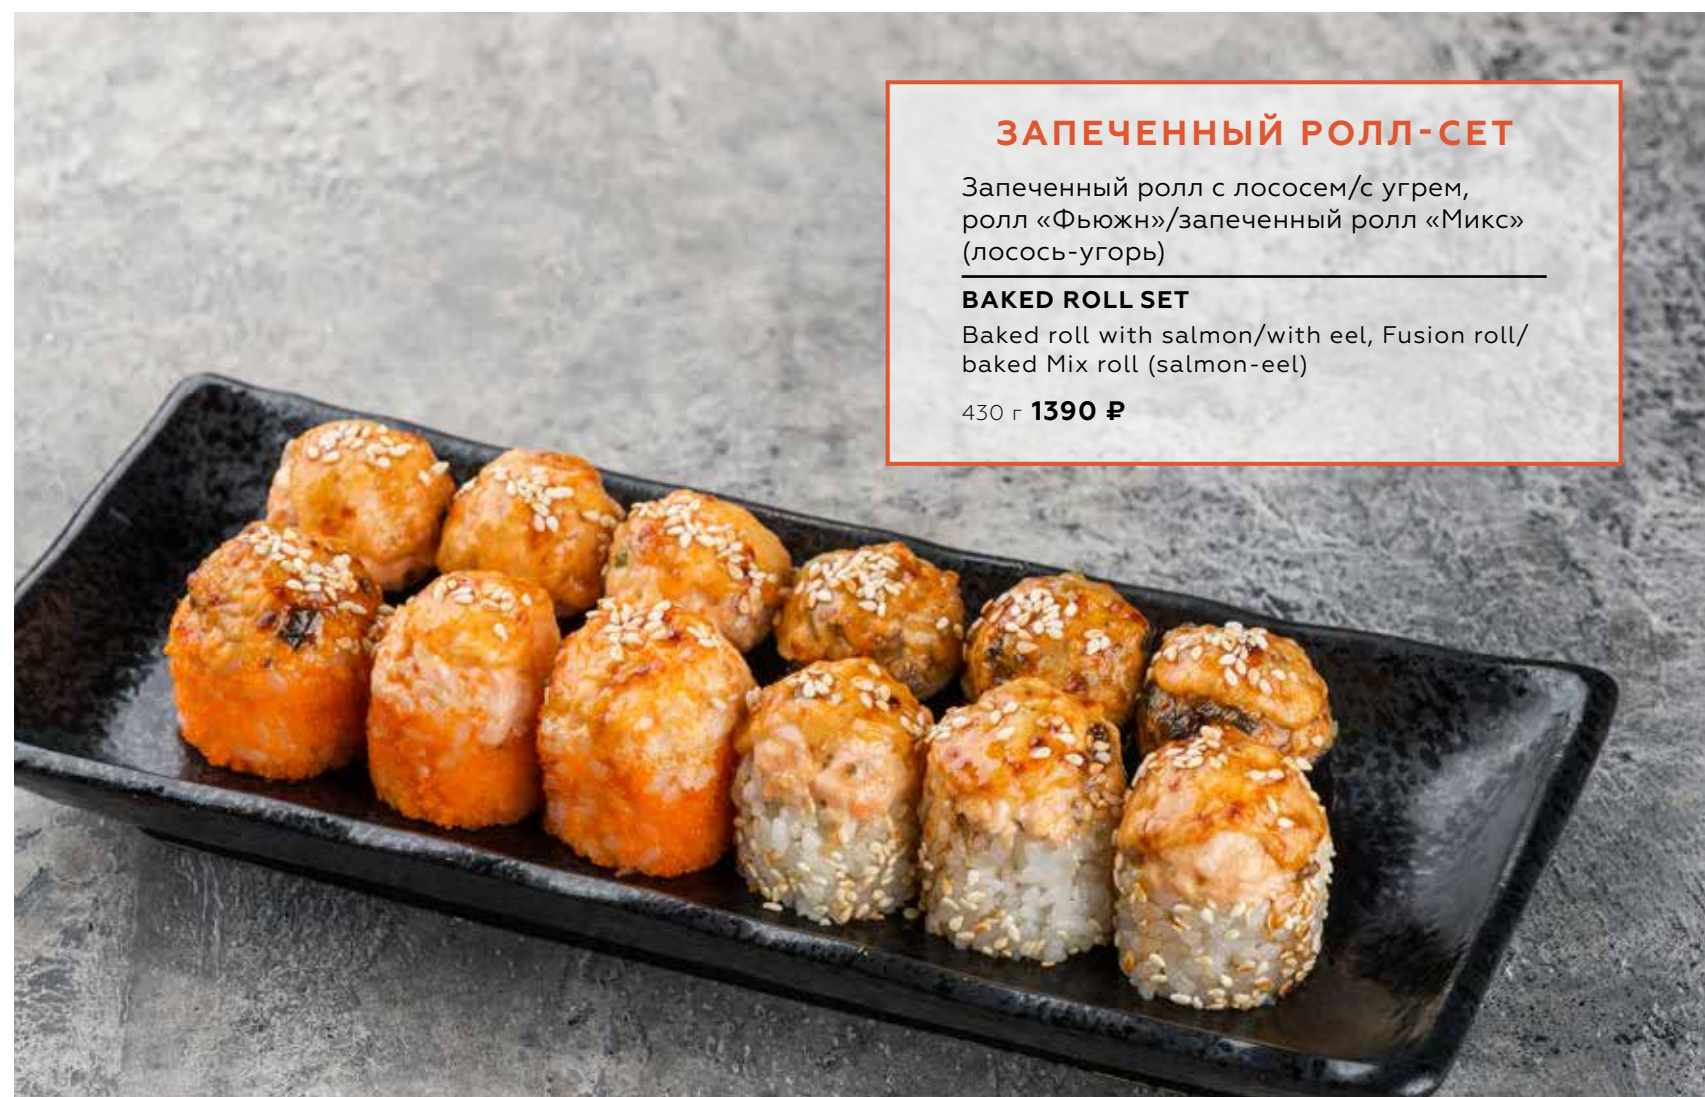 ЗАПЕЧЕННЫЙ РОЛЛ-СЕТ
Запеченный ролл с лососем/с угрем,
ролл «Фьюжн»/запеченный ролл «Микс»
(лосось-угорь)
BAKED ROLL SET
Baked roll with salmon/with eel, Fusion roll/
baked Mix roll (salmon-eel)
430 г 1390 ₽